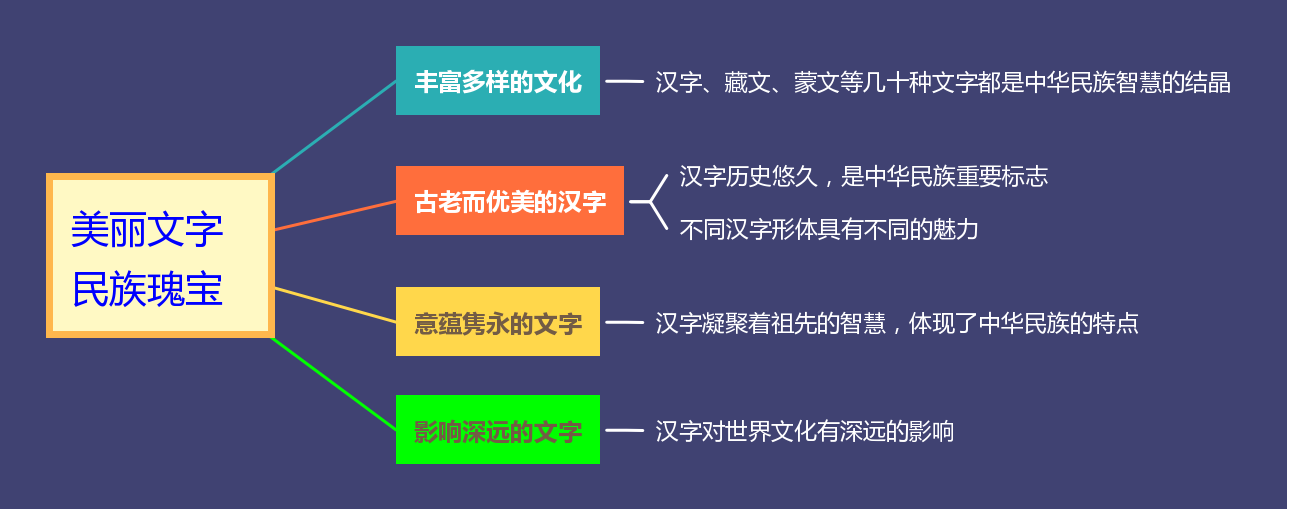 美丽文字
民族瑰宝
丰富多样的文化
汉字、藏文、蒙文等几十种文字都是中华民族智慧的结晶
古老而优美的汉字
汉字历史悠久，是中华民族重要标志
不同汉字形体具有不同的魅力
意蕴隽永的文字
汉字凝聚着祖先的智慧，体现了中华民族的特点
影响深远的文字
汉字对世界文化有深远的影响